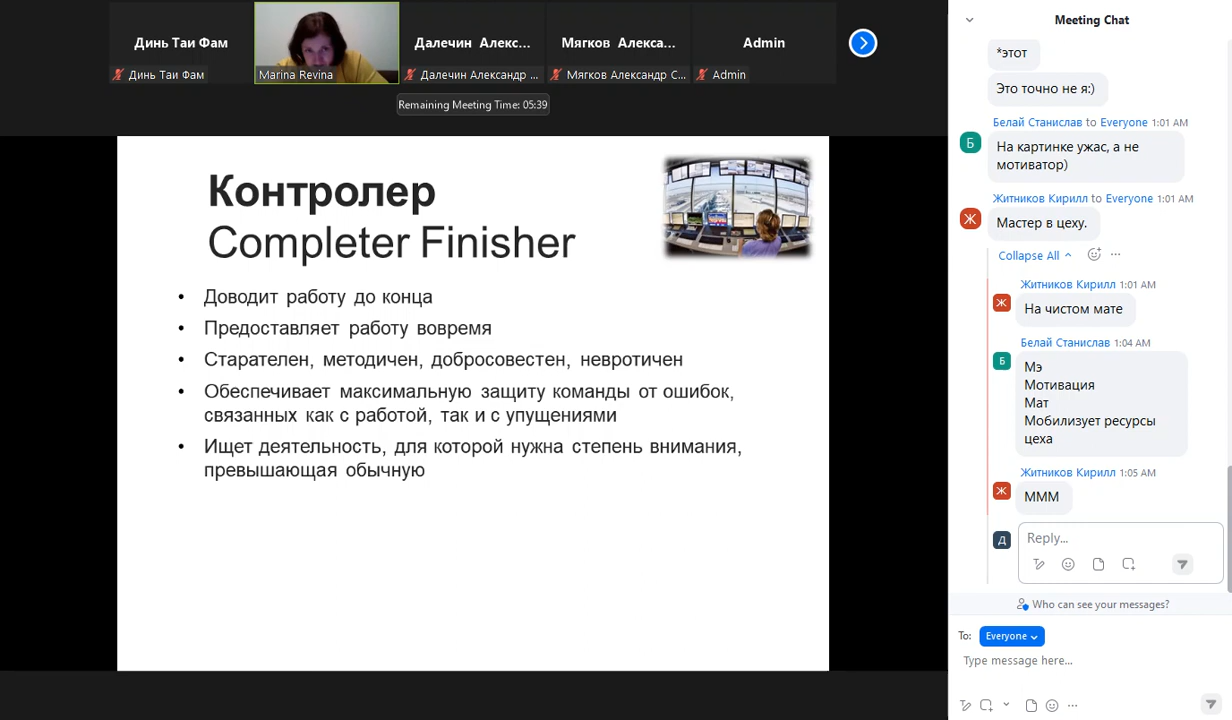 Динь Таи Фам
Динь Таи Фам
Marina Revina
Далечин Алекс...
Далечин Александр ...
Мягков Алекса...
Мягков Александр С...
Admin
Admin
Remaining Meeting Time: 05:39
Контролер
Completer Finisher
• Доводит работу до конца
• Предоставляет работу вовремя
• Старателен, методичен, добросовестен, невротичен
• Обеспечивает максимальную защиту команды от ошибок,
связанных как с работой, так и с упущениями
• Ищет деятельность, для которой нужна степень внимания,
превышающая обычную
Meeting Chat
*этот
Это точно не я:)
Белай Станислав to Everyone 1:01 AM
Б
На картинке ужас, а не
мотиватор)
Житников Кирилл to Everyone 1:01 AM
Ж
Мастер в цеху.
Collapse All
Житников Кирилл 1:01 AM
Ж
На чистом мате
Белай Станислав 1:04 AM
Б
Мэ
Мотивация
Мат
Мобилизует ресурсы
цеха
Житников Кирилл 1:05 AM
Ж
МММ
Д
Reply...
Who can see your messages?
To: Everyone
Type message here...